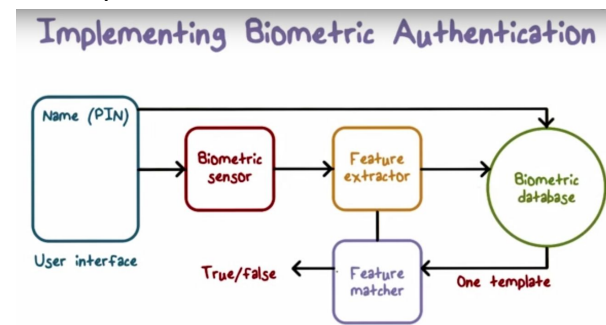 Implementing Biometric Authentication
Name (PIN)
Biometric
sensor
Feature
extractor
Biometric
database
User interface
True/false
Feature
matcher
One template